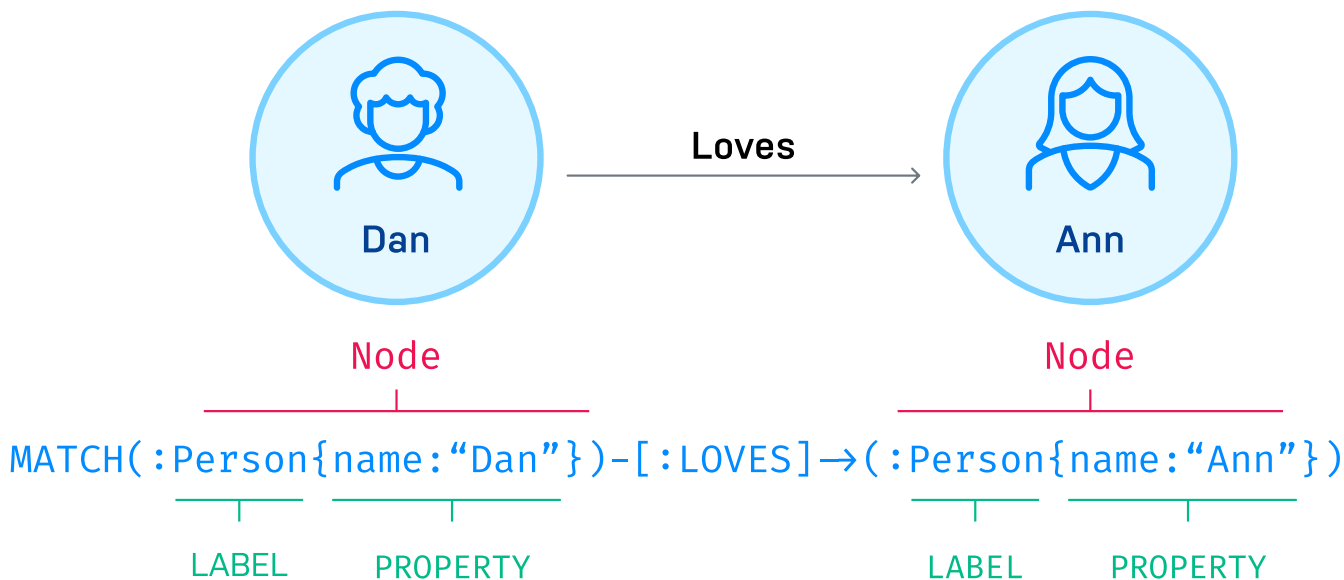 Loves
Dan
Ann
Node
Node
MATCH(:Person{name:“Dan”})-[:LOVES]→(:Person{name:“Ann”})
LABEL
PROPERTY
LABEL
PROPERTY